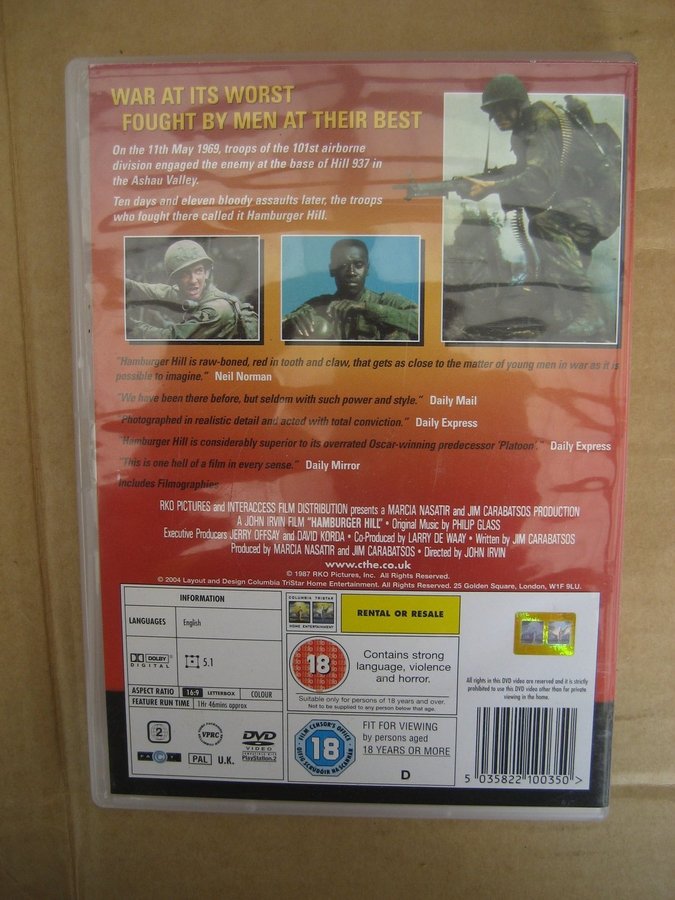 WAR AT ITS WORST
FOUGHT BY MEN AT THEIR BEST
On the 11th May 1969, troops of the 101st airborne
division engaged the enemy at the base of Hill 937 in
the Ashau Valley.
Ten days and eleven bloody assaults later, the troops
who fought there called it Hamburger Hill.
"Hamburger Hill is raw-boned, red in tooth and claw, that gets as close to the matter of young men in war as it is
possible to imagine." Neil Norman
"We have been there before, but seldom with such power and style." Daily Mail
"Photographed in realistic detail and acted with total conviction." Daily Express
"Hamburger Hill is considerably superior to its overrated Oscar-winning predecessor 'Platoon'." Daily Express
"This is one hell of a film in every sense." Daily Mirror
Includes Filmographies
RKO PICTURES and INTERACCESS FILM DISTRIBUTION presents a MARCIA NASATIR and JIM CARABATSOS PRODUCTION
A JOHN IRVIN FILM "HAMBURGER HILL" • Original Music by PHILIP GLASS
Executive Producers JERRY OFFSAY and DAVID KORDA • Co-Produced by LARRY DE WAAY • Written by JIM CARABATSOS
Produced by MARCIA NASATIR and JIM CARABATSOS • Directed by JOHN IRVIN
www.cthe.co.uk
© 1987 RKO Pictures, Inc. All Rights Reserved.
© 2004 Layout and Design Columbia TriStar Home Entertainment. All Rights Reserved. 25 Golden Square, London, W1F 9LU.
INFORMATION
LANGUAGES English
DOLBY DIGITAL 5.1
ASPECT RATIO 16:9 LETTERBOX COLOUR
FEATURE RUN TIME 1Hr 46mins approx
2 VPRC DVD VIDEO
PlayStation.2
FACT PAL U.K.
COLUMBIA TRISTAR
HOME ENTERTAINMENT
RENTAL OR RESALE
18
Contains strong
language, violence
and horror.
Suitable only for persons of 18 years and over.
Not to be supplied to any person below that age.
FILM CENSOR'S OFFICE
18
OIFIG SCRÚDÓIR NA SCANNÁN
FIT FOR VIEWING
by persons aged
18 YEARS OR MORE
D
All rights in this DVD video are reserved and it is strictly
prohibited to use this DVD video other than for private
viewing in the home.
5 035822 100350 >